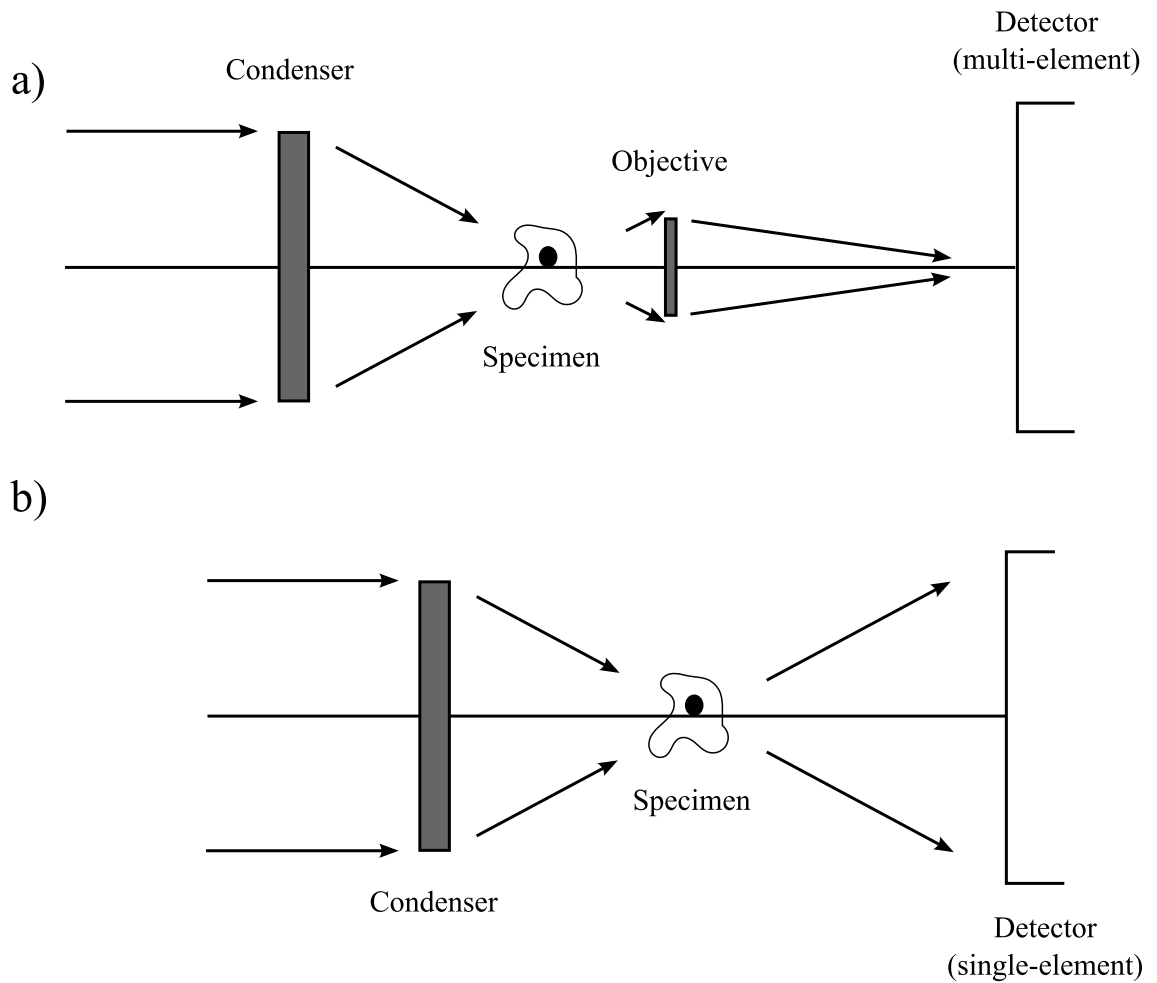 a)
Condenser
Detector
(multi-element)
Objective
Specimen
b)
Specimen
Condenser
Detector
(single-element)